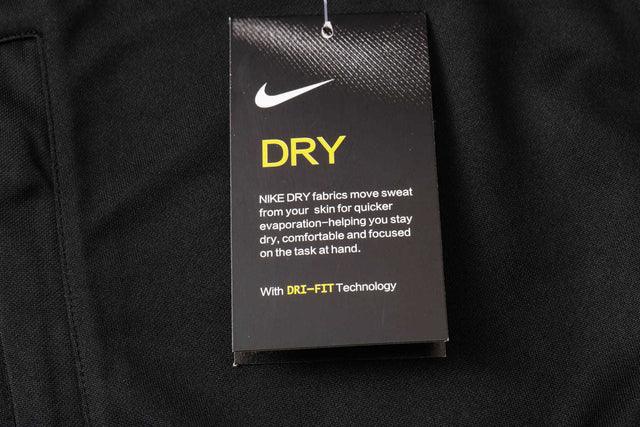 DRY
NIKE DRY fabrics move sweat
from your skin for quicker
evaporation–helping you stay
dry, comfortable and focused
on the task at hand.
With DRI–FIT Technology